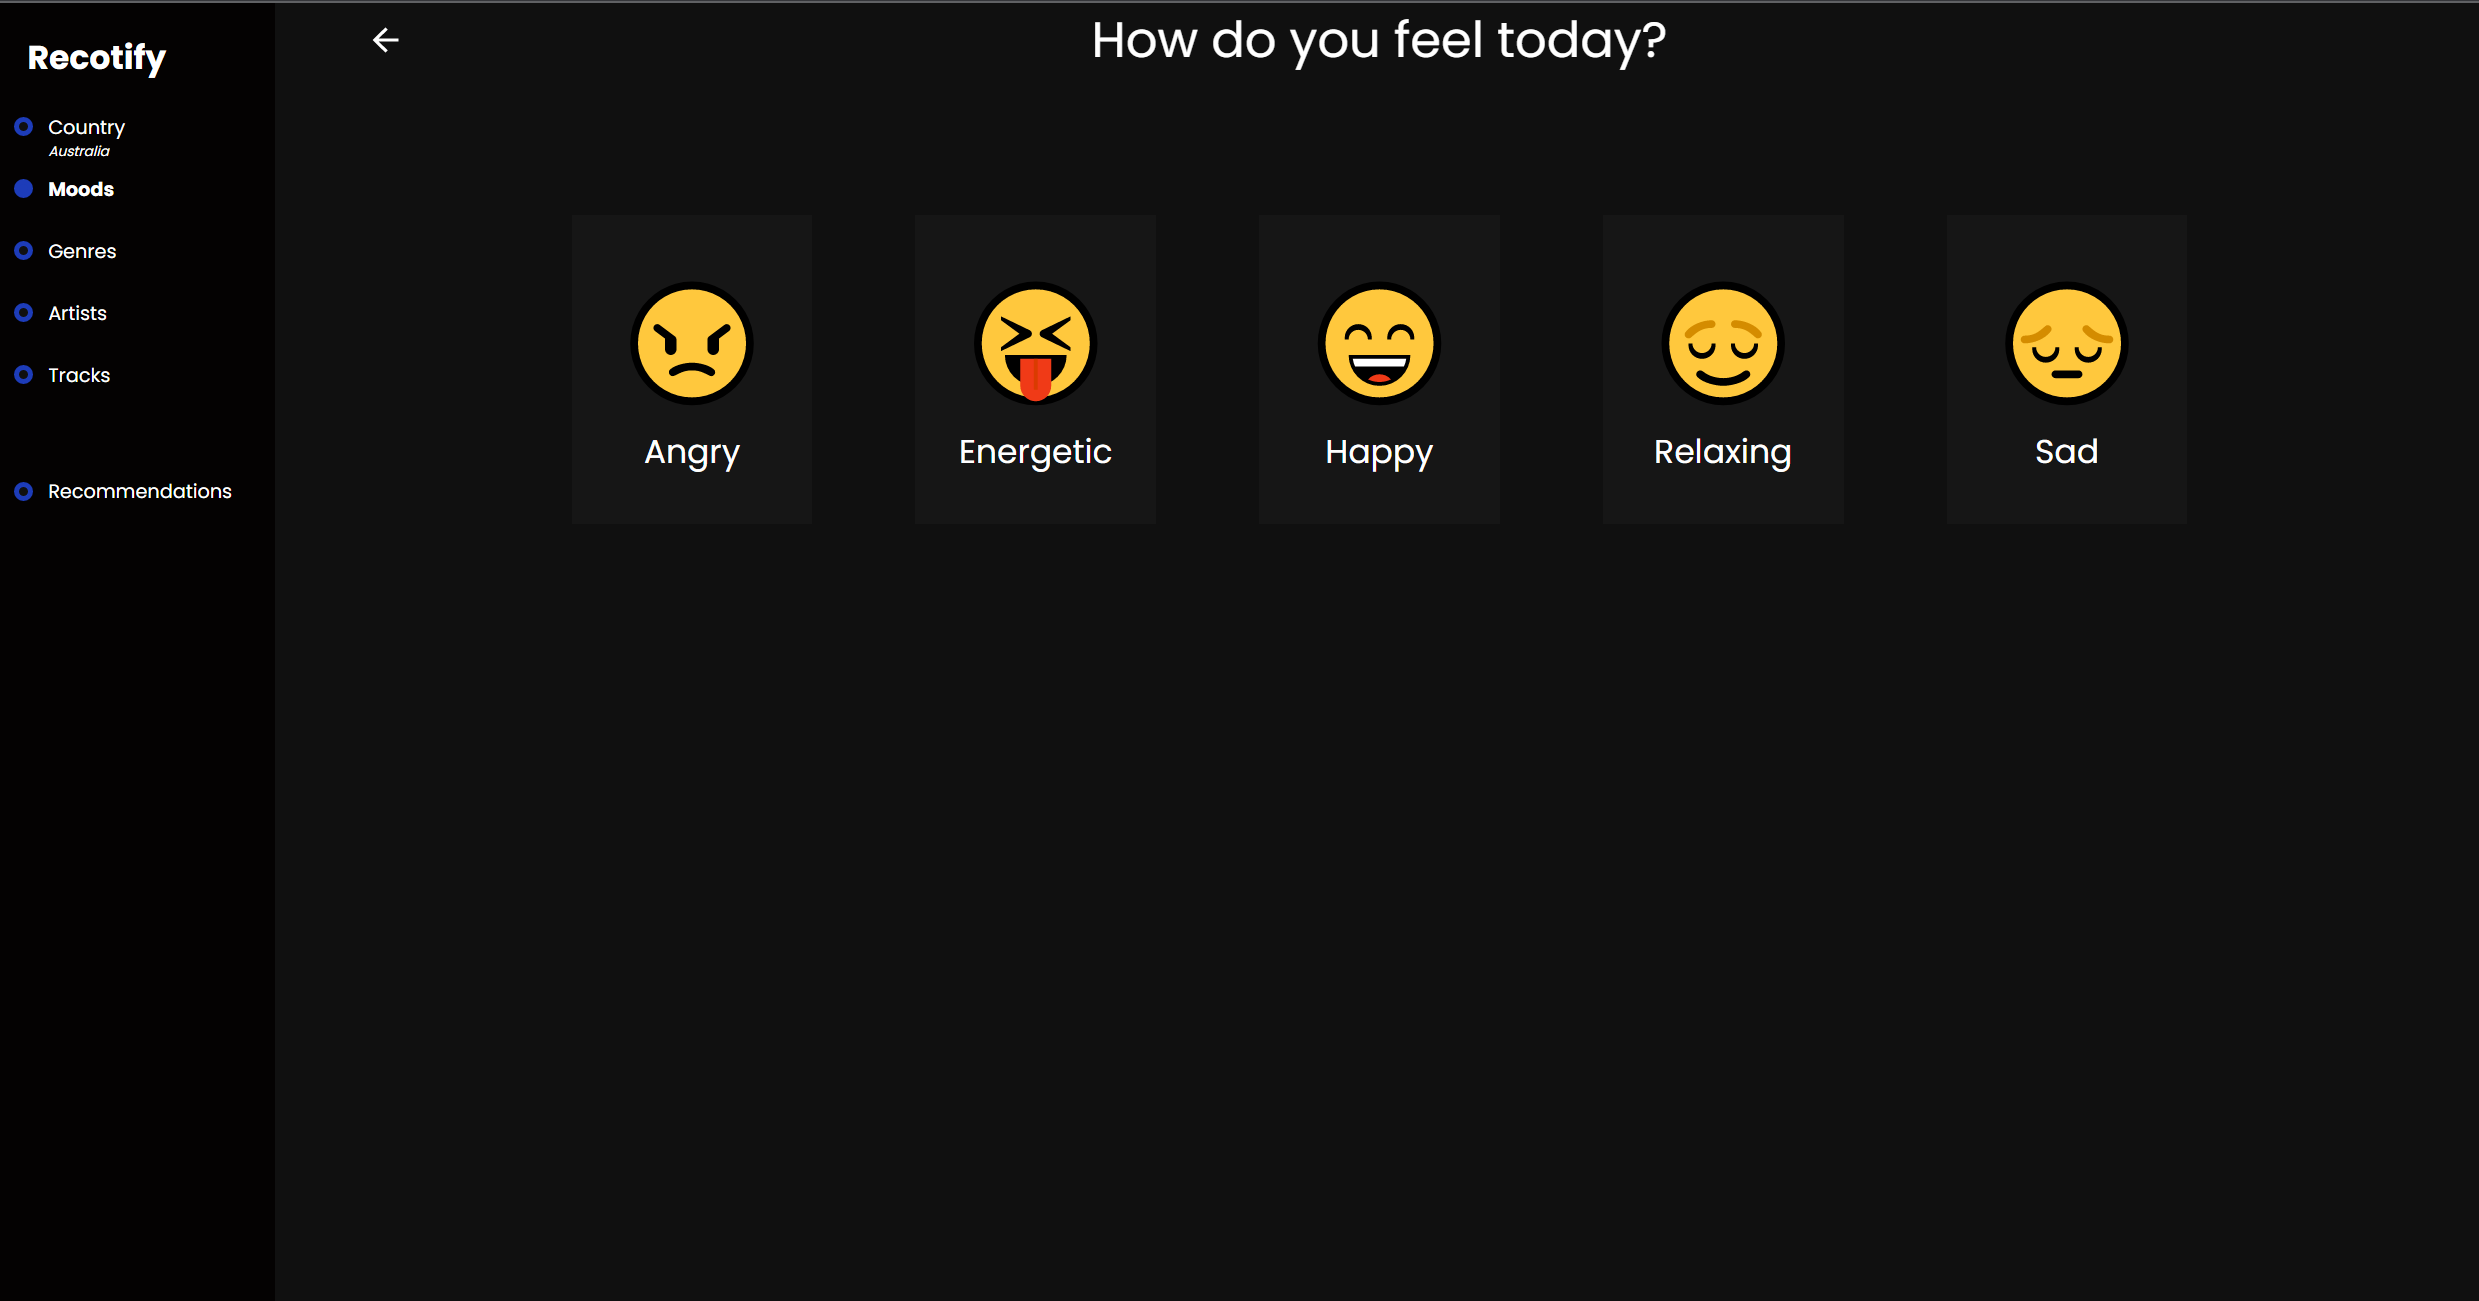 Recotify
Country
Australia
Moods
Genres
Artists
Tracks
Recommendations
How do you feel today?
Angry
Energetic
Happy
Relaxing
Sad